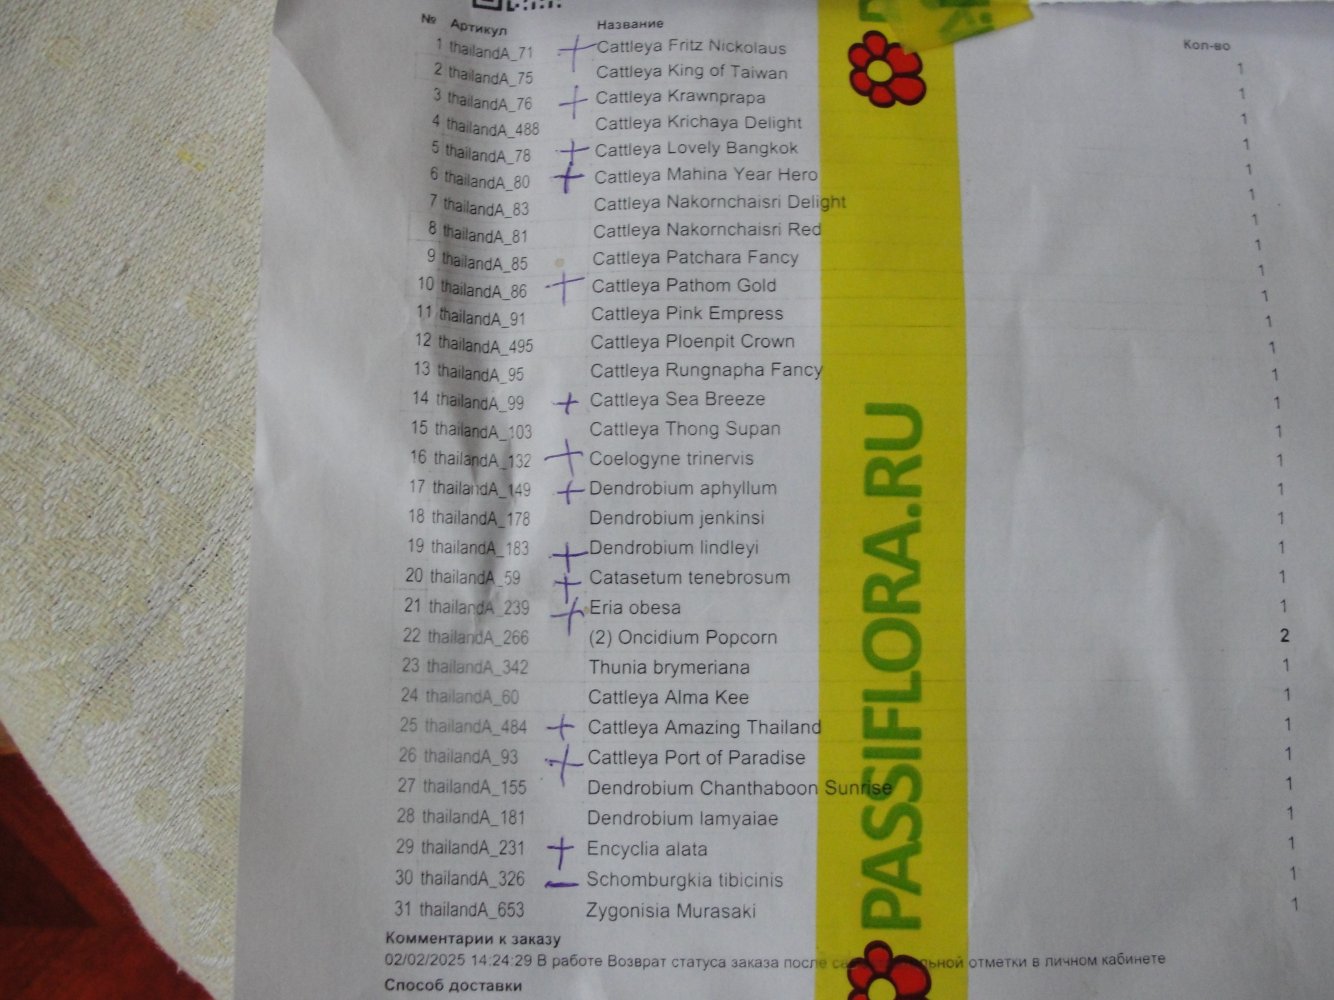 № Артикул Название Кол-во
1 thailandA_71 + Cattleya Fritz Nickolaus 1
2 thailandA_75 Cattleya King of Taiwan 1
3 thailandA_76 + Cattleya Krawnprapa 1
4 thailandA_488 Cattleya Krichaya Delight 1
5 thailandA_78 + Cattleya Lovely Bangkok 1
6 thailandA_80 + Cattleya Mahina Year Hero 1
7 thailandA_83 Cattleya Nakornchaisri Delight 1
8 thailandA_81 Cattleya Nakornchaisri Red 1
9 thailandA_85 Cattleya Patchara Fancy 1
10 thailandA_86 + Cattleya Pathom Gold 1
11 thailandA_91 Cattleya Pink Empress 1
12 thailandA_495 Cattleya Ploenpit Crown 1
13 thailandA_95 Cattleya Rungnapha Fancy 1
14 thailandA_99 + Cattleya Sea Breeze 1
15 thailandA_103 Cattleya Thong Supan 1
16 thailandA_132 + Coelogyne trinervis 1
17 thailandA_149 + Dendrobium aphyllum 1
18 thailandA_178 Dendrobium jenkinsi 1
19 thailandA_183 + Dendrobium lindleyi 1
20 thailandA_59 + Catasetum tenebrosum 1
21 thailandA_239 + Eria obesa 1
22 thailandA_266 (2) Oncidium Popcorn 2
23 thailandA_342 Thunia brymeriana 1
24 thailandA_60 Cattleya Alma Kee 1
25 thailandA_484 + Cattleya Amazing Thailand 1
26 thailandA_93 + Cattleya Port of Paradise 1
27 thailandA_155 Dendrobium Chanthaboon Sunrise 1
28 thailandA_181 Dendrobium lamyaiae 1
29 thailandA_231 + Encyclia alata 1
30 thailandA_326 − Schomburgkia tibicinis 1
31 thailandA_653 Zygonisia Murasaki 1
PASSIFLORA.RU
Комментарии к заказу
02/02/2025 14:24:29 В работе Возврат статуса заказа после отметки в личном кабинете
Способ доставки